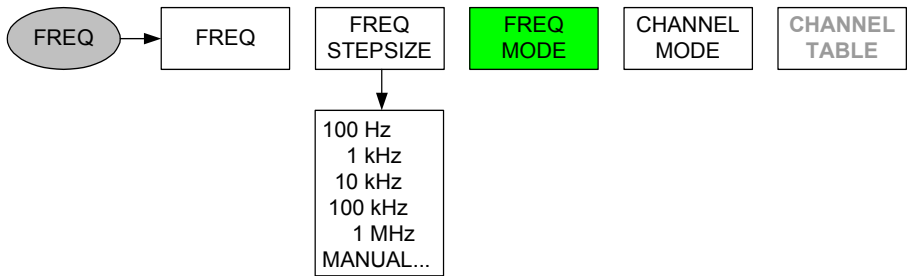 FREQ
FREQ
FREQ
STEPSIZE
FREQ
MODE
CHANNEL
MODE
CHANNEL
TABLE
100 Hz
1 kHz
10 kHz
100 kHz
1 MHz
MANUAL...